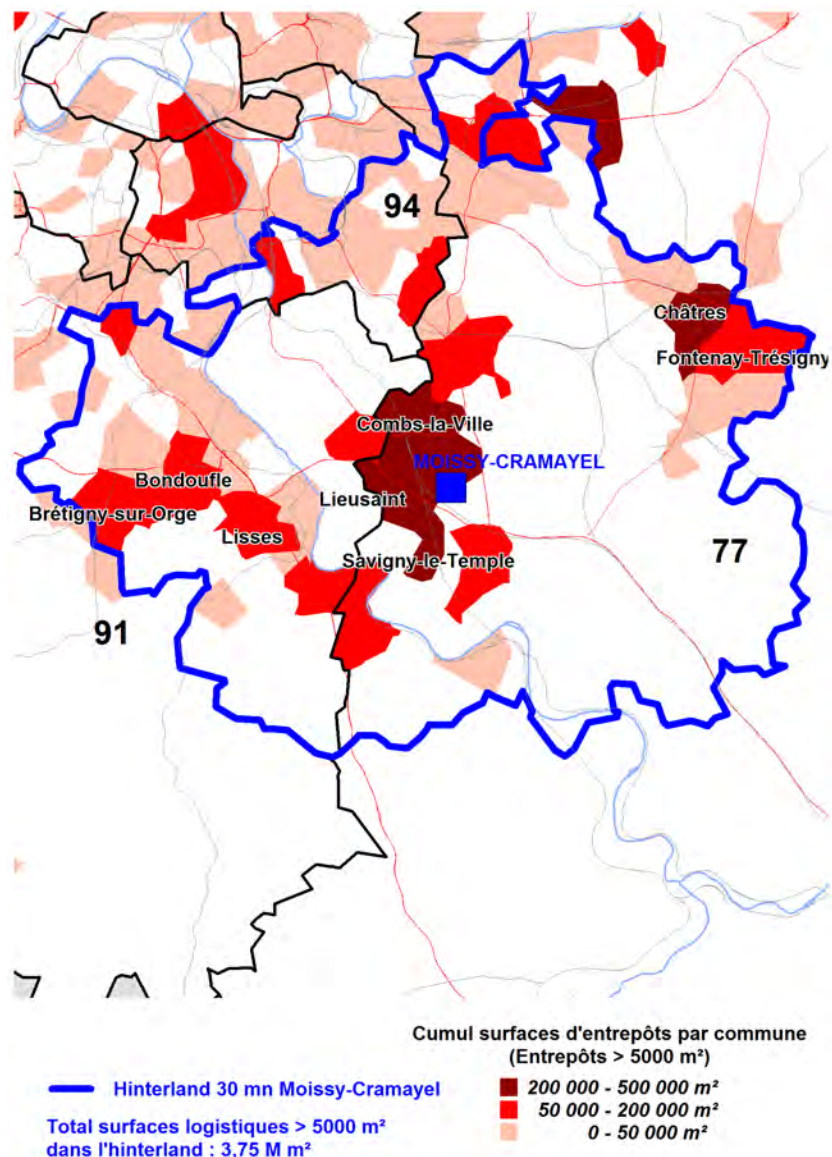 94
Châtres
Fontenay-Trésigny
Combs-la-Ville
MOISSY-CRAMAYEL
Bondoufle
Lieusaint
Brétigny-sur-Orge
Lisses
Savigny-le-Temple
77
91
Cumul surfaces d'entrepôts par commune
(Entrepôts > 5000 m²)
Hinterland 30 mn Moissy-Cramayel
200 000 - 500 000 m²
50 000 - 200 000 m²
0 - 50 000 m²
Total surfaces logistiques > 5000 m²
dans l'hinterland : 3,75 M m²